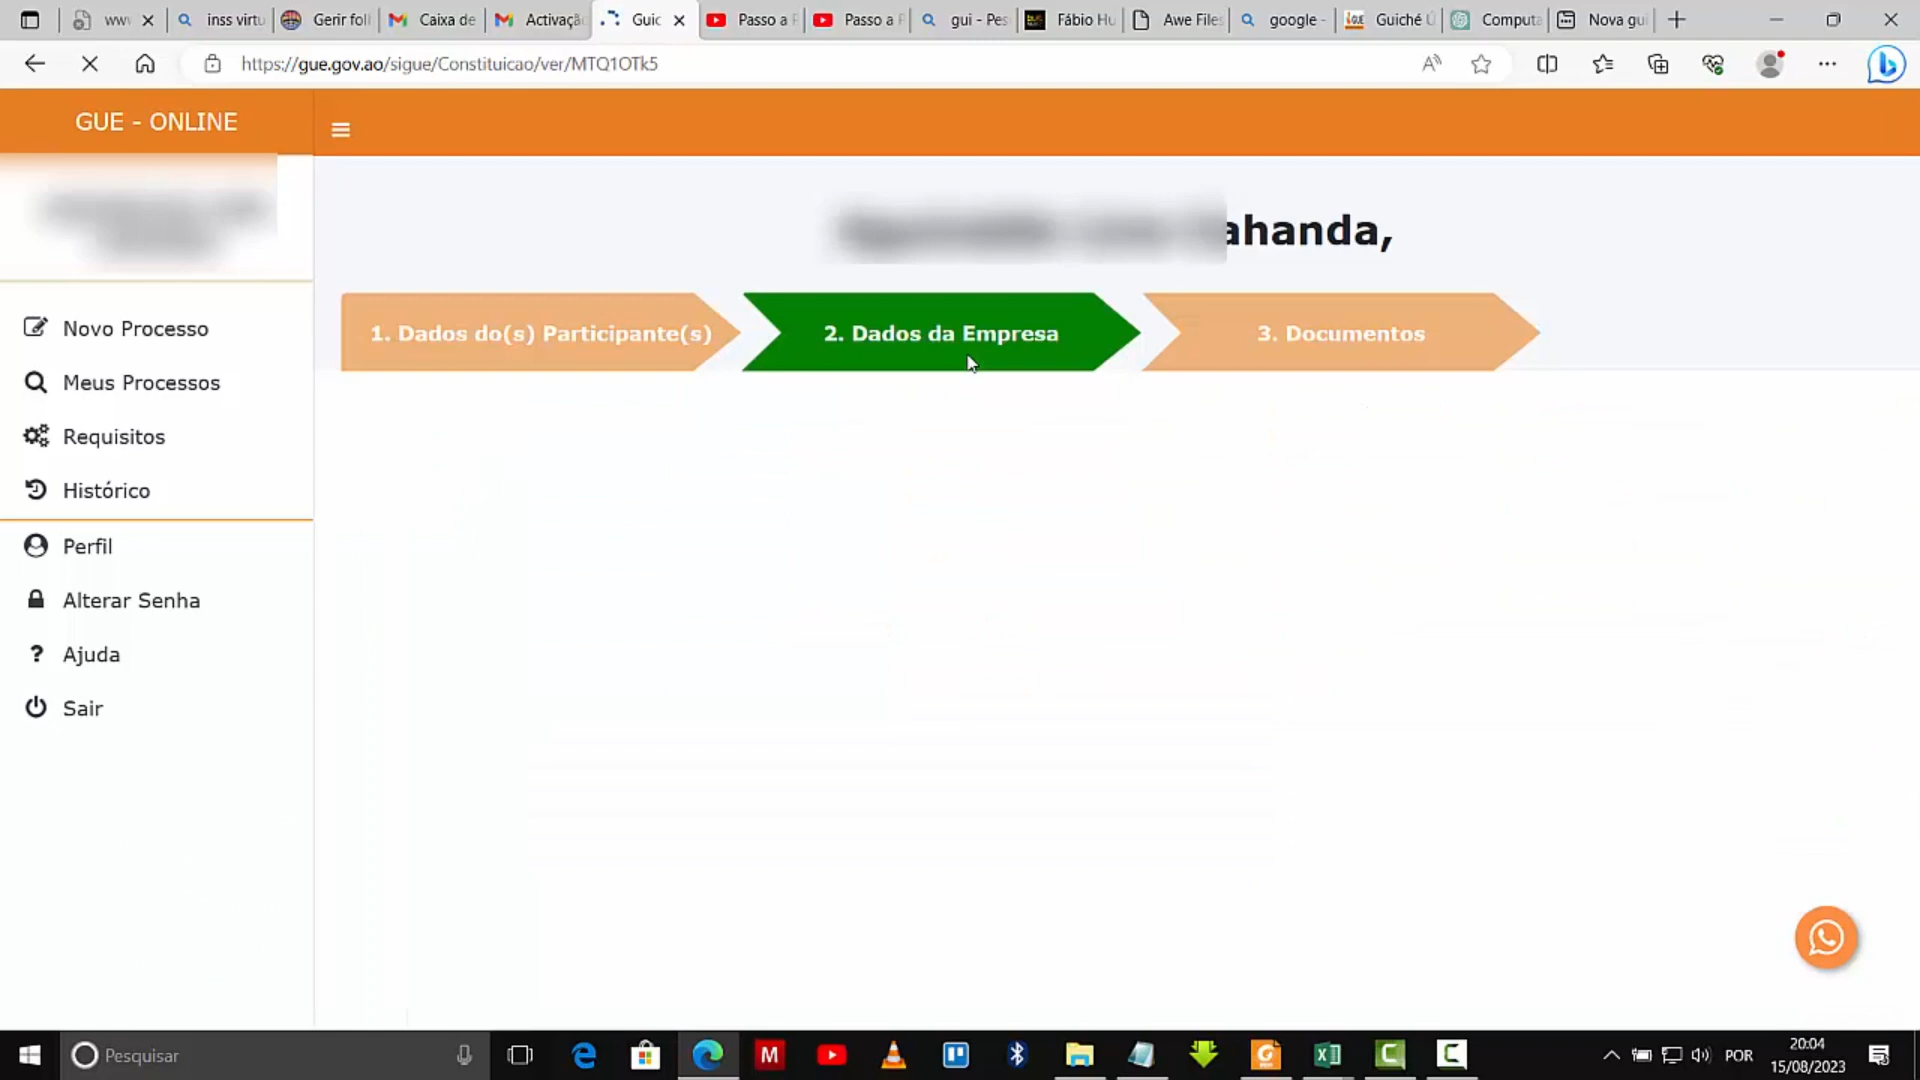 www
inss virtu
Gerir foll
Caixa de
Activaçã
Guic
Passo a P
Passo a P
gui - Pes
Fábio Hu
Awe Files
google -
Guiché Ú
Computa
Nova gui
https://gue.gov.ao/sigue/Constituicao/ver/MTQ1OTk5
GUE - ONLINE
ahanda,
1. Dados do(s) Participante(s)
2. Dados da Empresa
3. Documentos
Novo Processo
Meus Processos
Requisitos
Histórico
Perfil
Alterar Senha
Ajuda
Sair
Pesquisar
POR
20:04
15/08/2023